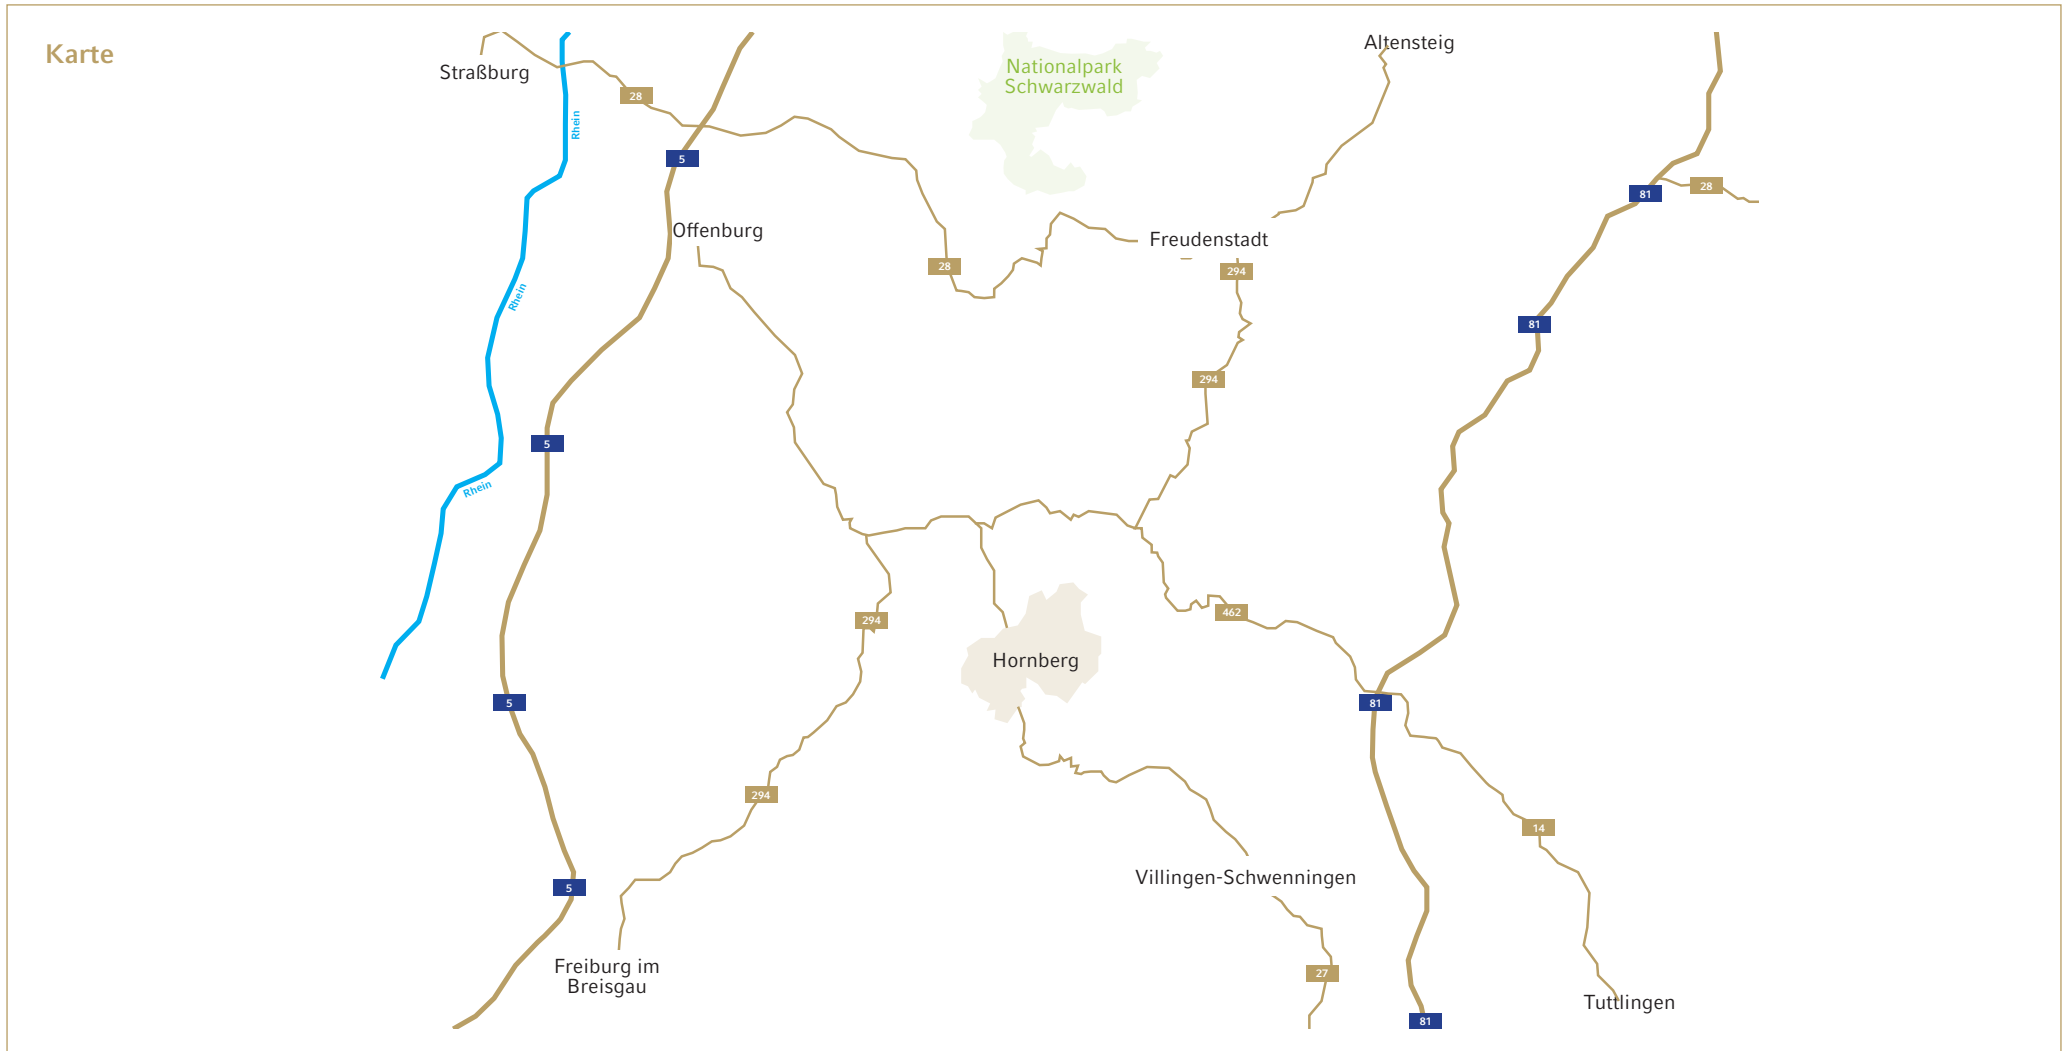 Karte
Altensteig
Straßburg
Nationalpark
Schwarzwald
28
Rhein
5
81
28
Offenburg
Freudenstadt
28
294
Rhein
81
294
5
Rhein
462
294
Hornberg
5
81
294
14
Villingen-Schwenningen
5
Freiburg im
Breisgau
27
Tuttlingen
81